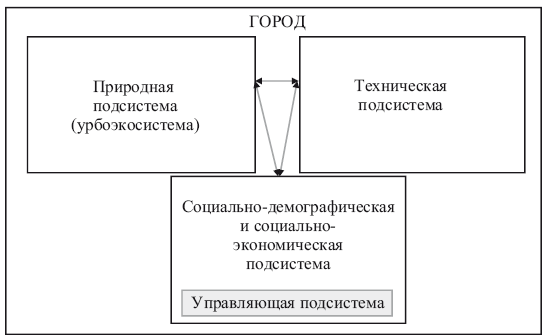 ГОРОД
Природная
подсистема
(урбоэкосистема)
Техническая
подсистема
Социально-демографическая
и социально-
экономическая
подсистема
Управляющая подсистема